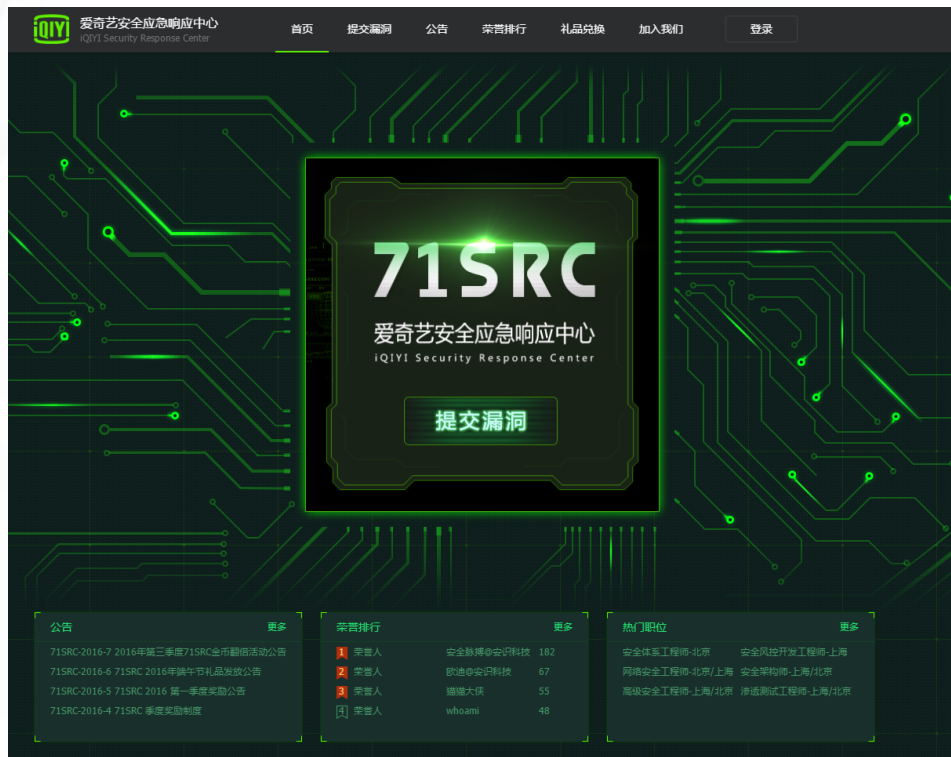 iQIYI
爱奇艺安全应急响应中心
iQIYI Security Response Center
首页 提交漏洞 公告 荣誉排行 礼品兑换 加入我们 登录
71SRC
爱奇艺安全应急响应中心
iQIYI Security Response Center
提交漏洞
公告 更多
71SRC-2016-7 2016年第三季度71SRC金币翻倍活动公告
71SRC-2016-6 71SRC 2016年端午节礼品发放公告
71SRC-2016-5 71SRC 2016 第一季度奖励公告
71SRC-2016-4 71SRC 季度奖励制度
荣誉排行 更多
1 荣誉人 安全脉搏@安识科技 182
2 荣誉人 欧迪@安识科技 67
3 荣誉人 猫猫大侠 55
4 荣誉人 whoami 48
热门职位 更多
安全体系工程师-北京 安全风控开发工程师-上海
网络安全工程师-北京/上海 安全架构师-上海/北京
高级安全工程师-上海/北京 渗透测试工程师-上海/北京